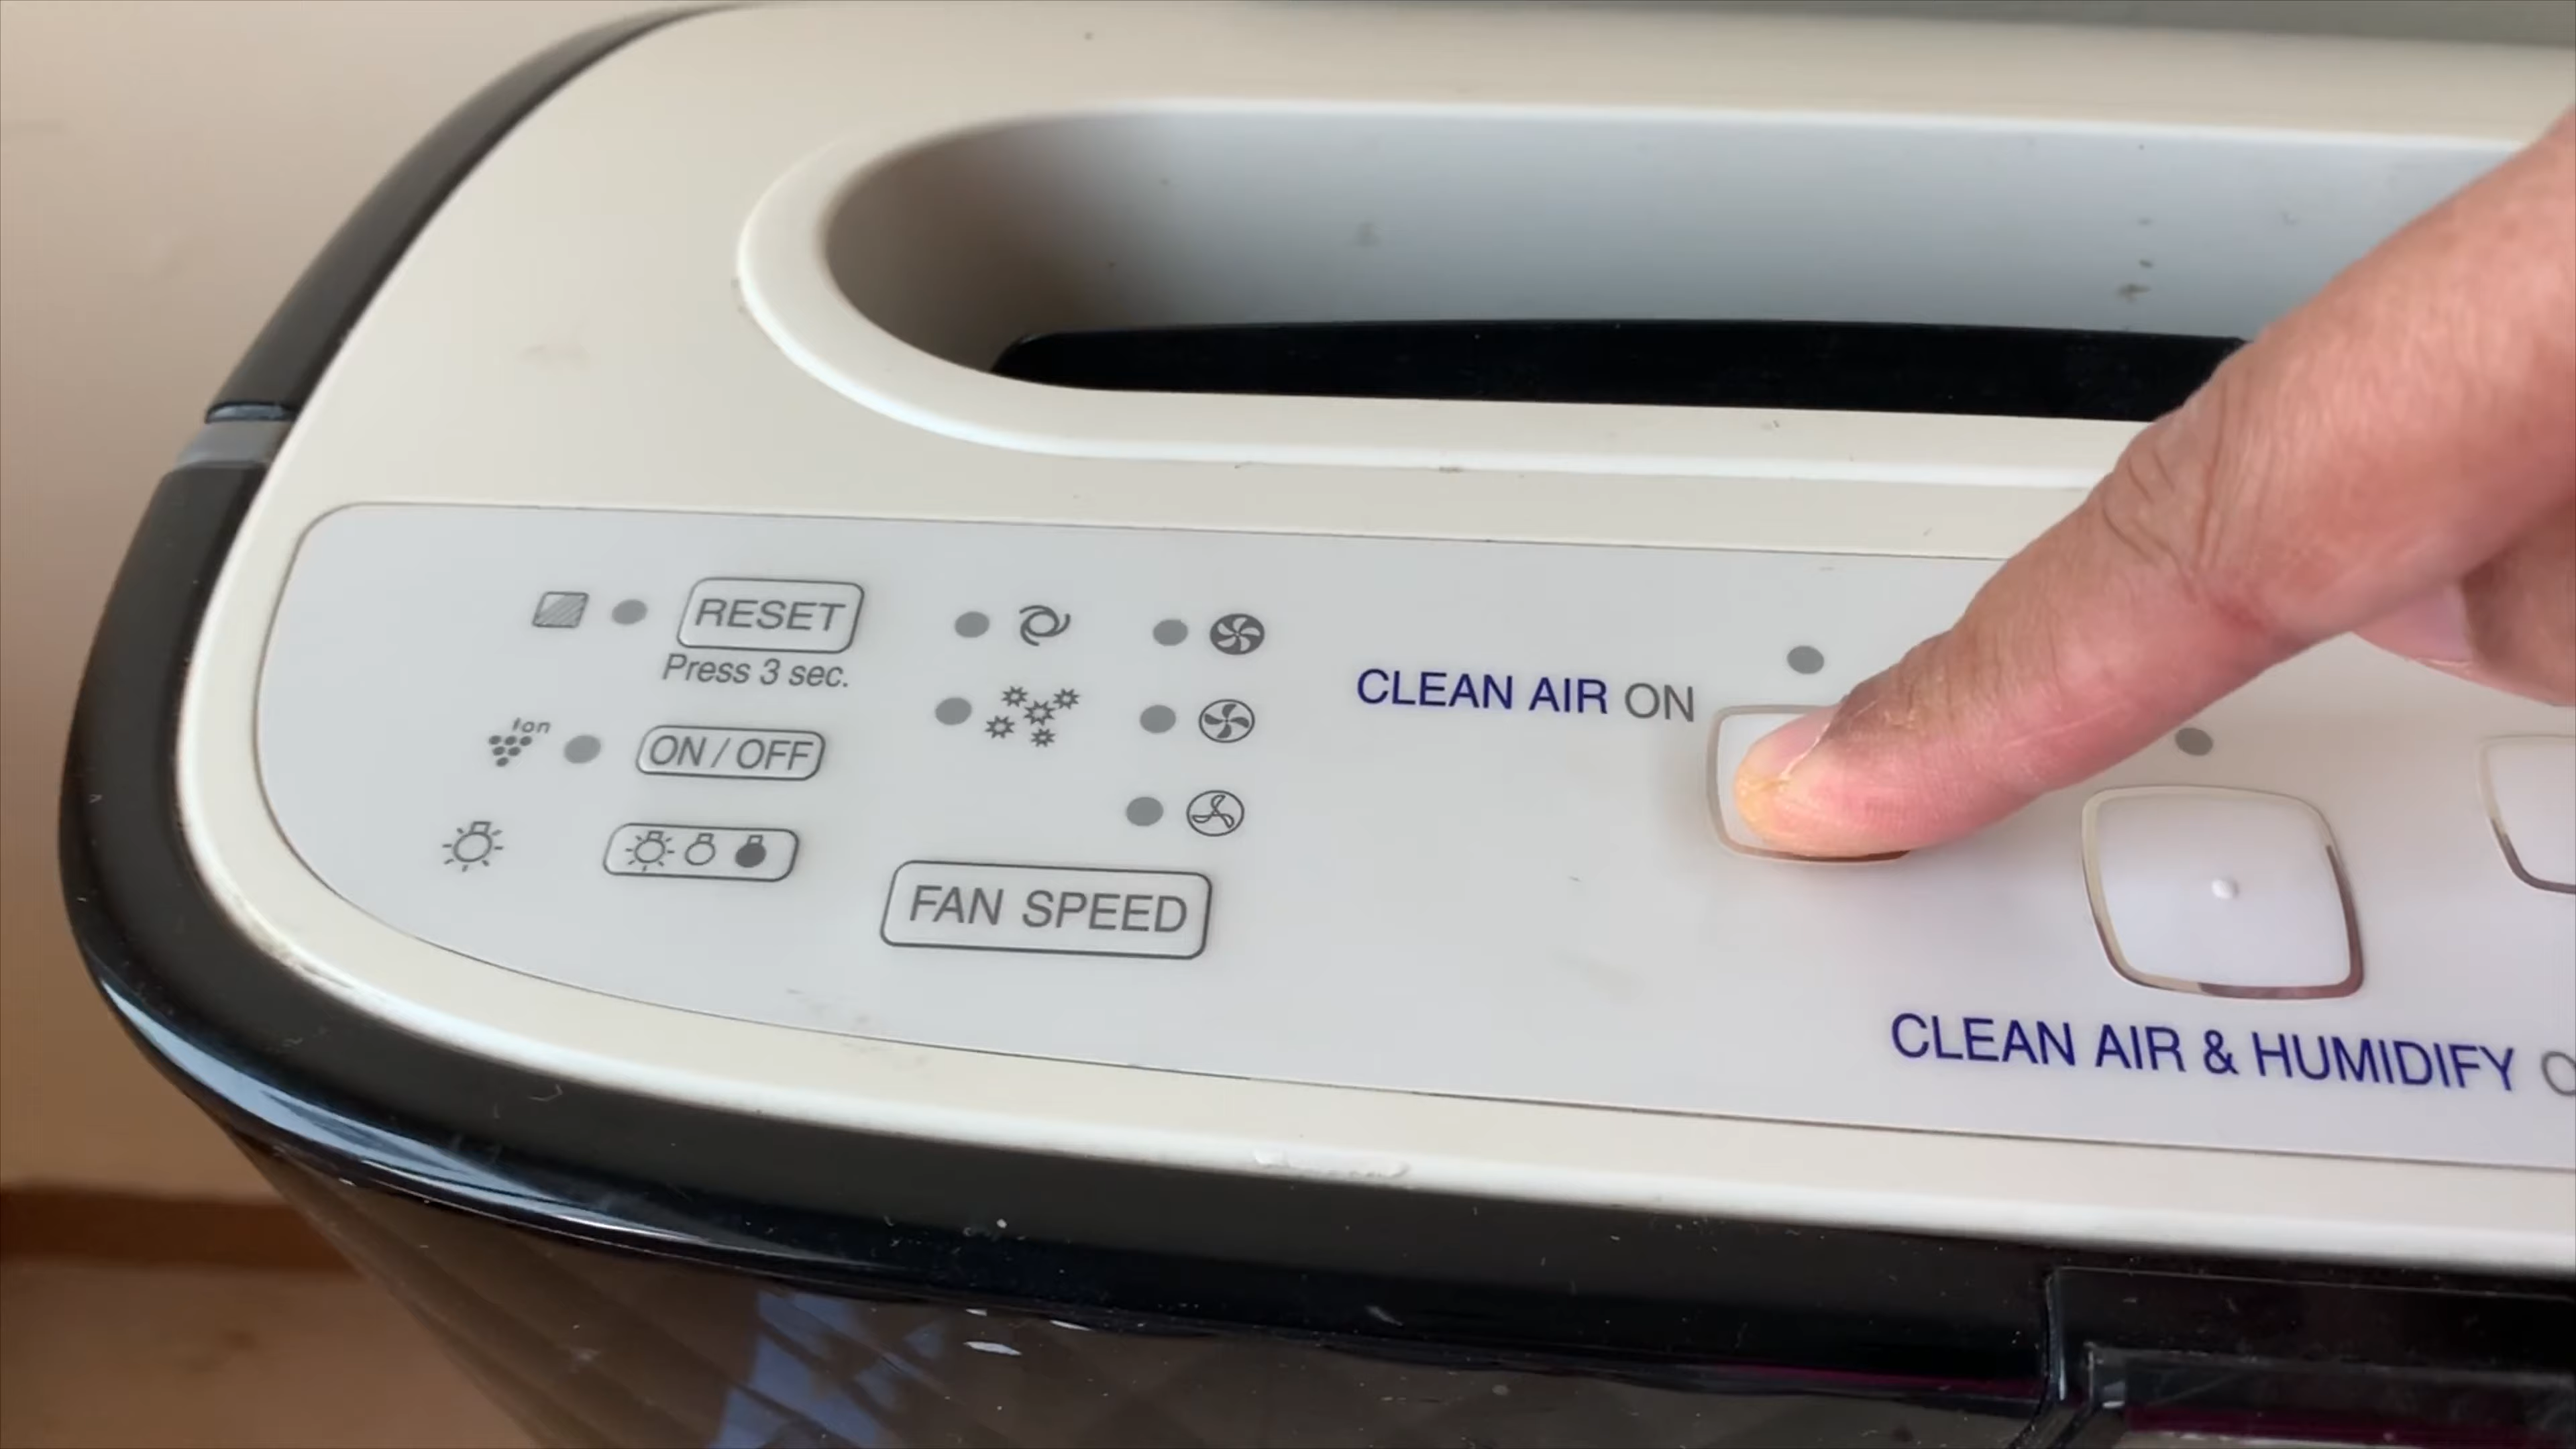 RESET
Press 3 sec.
Ion
ON / OFF
FAN SPEED
CLEAN AIR ON
CLEAN AIR & HUMIDIFY